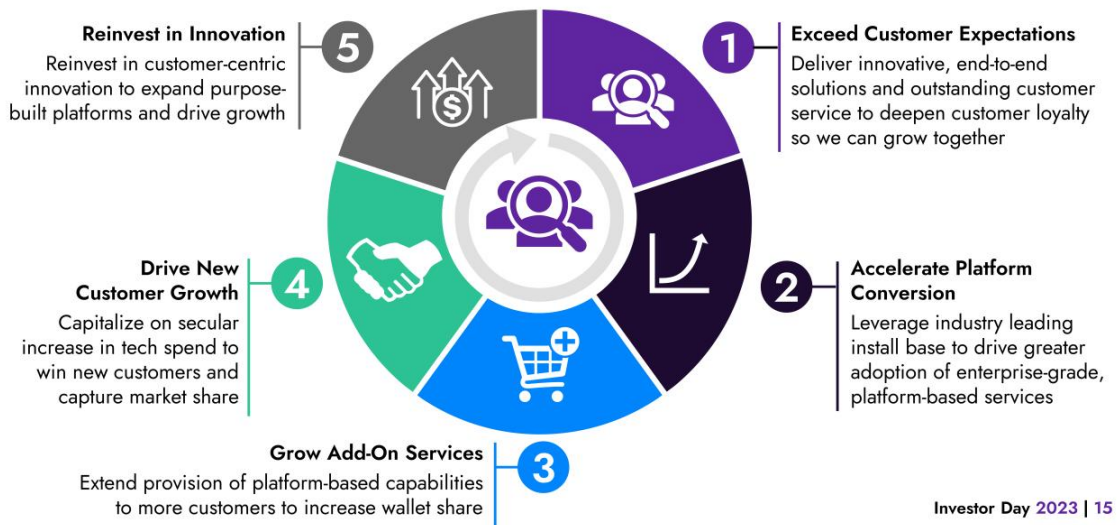 1
Exceed Customer Expectations
Deliver innovative, end-to-end
solutions and outstanding customer
service to deepen customer loyalty
so we can grow together
2
Accelerate Platform
Conversion
Leverage industry leading
install base to drive greater
adoption of enterprise-grade,
platform-based services
3
Grow Add-On Services
Extend provision of platform-based capabilities
to more customers to increase wallet share
4
Drive New
Customer Growth
Capitalize on secular
increase in tech spend to
win new customers and
capture market share
5
Reinvest in Innovation
Reinvest in customer-centric
innovation to expand purpose-
built platforms and drive growth
$
Investor Day 2023 | 15